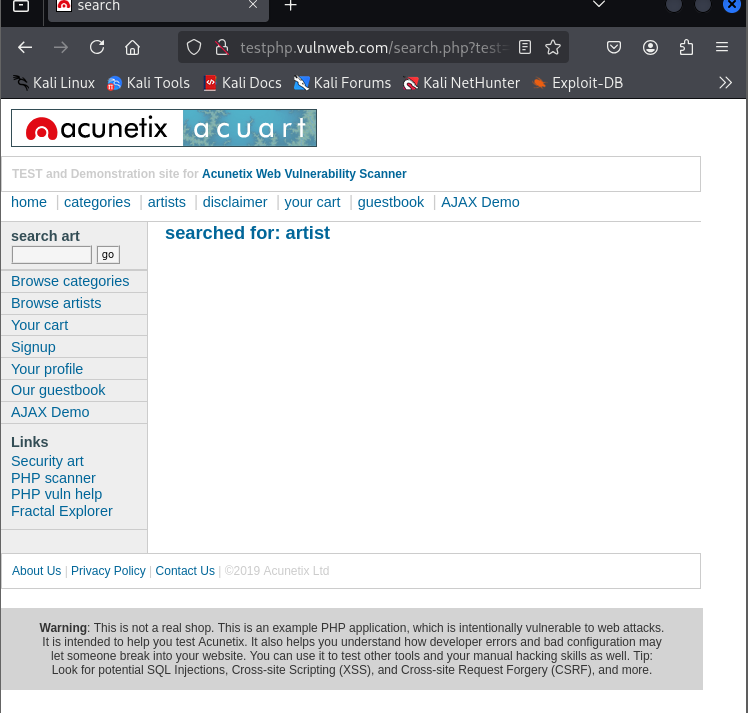 search
testphp.vulnweb.com/search.php?test=
Kali Linux Kali Tools Kali Docs Kali Forums Kali NetHunter Exploit-DB
acunetix acuart
TEST and Demonstration site for Acunetix Web Vulnerability Scanner
home | categories | artists | disclaimer | your cart | guestbook | AJAX Demo
search art
go
searched for: artist
Browse categories
Browse artists
Your cart
Signup
Your profile
Our guestbook
AJAX Demo
Links
Security art
PHP scanner
PHP vuln help
Fractal Explorer
About Us | Privacy Policy | Contact Us | ©2019 Acunetix Ltd
Warning: This is not a real shop. This is an example PHP application, which is intentionally vulnerable to web attacks.
It is intended to help you test Acunetix. It also helps you understand how developer errors and bad configuration may
let someone break into your website. You can use it to test other tools and your manual hacking skills as well. Tip:
Look for potential SQL Injections, Cross-site Scripting (XSS), and Cross-site Request Forgery (CSRF), and more.